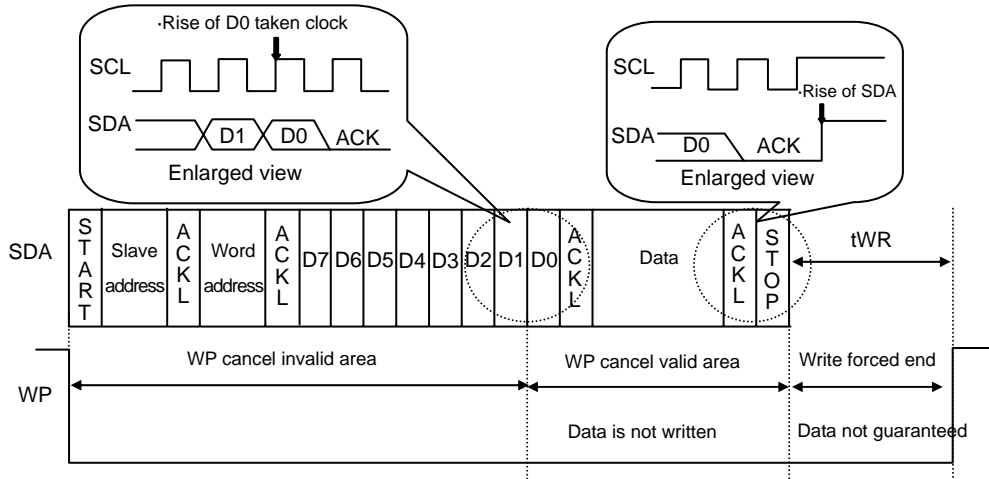 ·Rise of D0 taken clock
SCL
SDA
D1
D0
ACK
Enlarged view
SCL
·Rise of SDA
SDA
D0
ACK
Enlarged view
SDA
START
Slave
address
ACKL
Word
address
ACKL
D7
D6
D5
D4
D3
D2
D1
D0
ACKL
Data
ACKL
STOP
tWR
WP
WP cancel invalid area
WP cancel valid area
Write forced end
Data is not written
Data not guaranteed